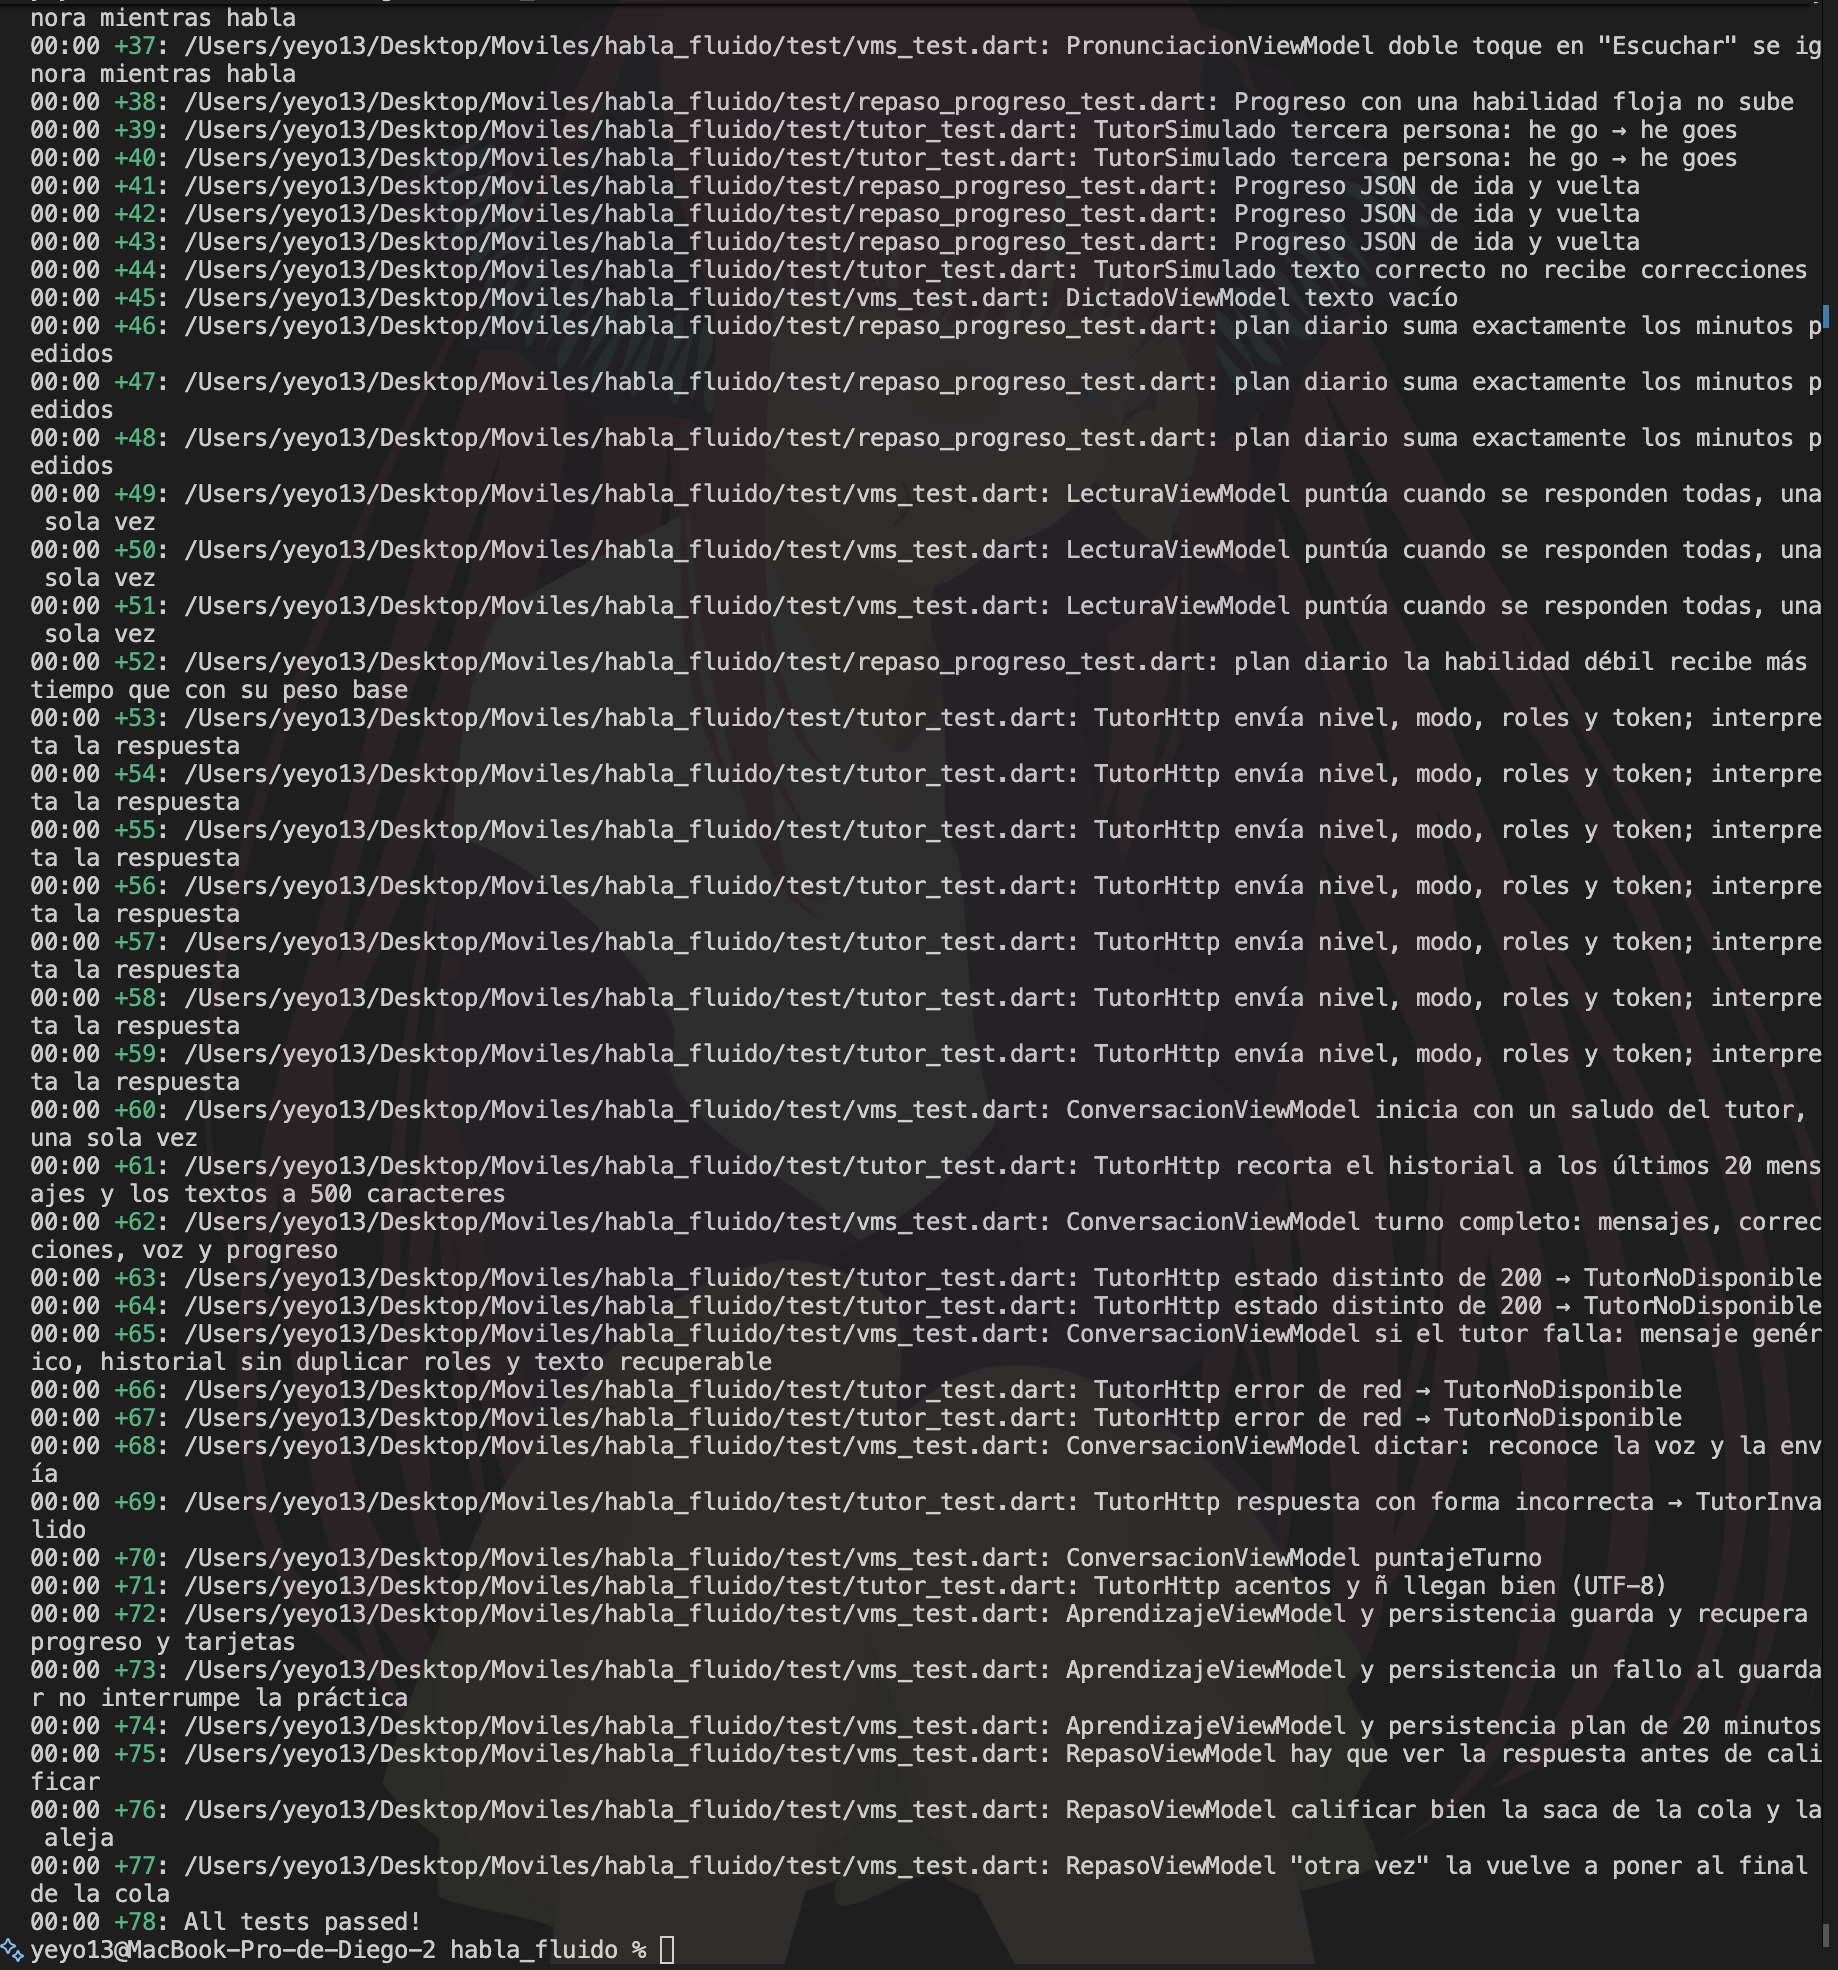 nora mientras habla
00:00 +37: /Users/yeyo13/Desktop/Moviles/habla_fluido/test/vms_test.dart: PronunciacionViewModel doble toque en "Escuchar" se ig
nora mientras habla
00:00 +38: /Users/yeyo13/Desktop/Moviles/habla_fluido/test/repaso_progreso_test.dart: Progreso con una habilidad floja no sube
00:00 +39: /Users/yeyo13/Desktop/Moviles/habla_fluido/test/tutor_test.dart: TutorSimulado tercera persona: he go → he goes
00:00 +40: /Users/yeyo13/Desktop/Moviles/habla_fluido/test/tutor_test.dart: TutorSimulado tercera persona: he go → he goes
00:00 +41: /Users/yeyo13/Desktop/Moviles/habla_fluido/test/repaso_progreso_test.dart: Progreso JSON de ida y vuelta
00:00 +42: /Users/yeyo13/Desktop/Moviles/habla_fluido/test/repaso_progreso_test.dart: Progreso JSON de ida y vuelta
00:00 +43: /Users/yeyo13/Desktop/Moviles/habla_fluido/test/repaso_progreso_test.dart: Progreso JSON de ida y vuelta
00:00 +44: /Users/yeyo13/Desktop/Moviles/habla_fluido/test/tutor_test.dart: TutorSimulado texto correcto no recibe correcciones
00:00 +45: /Users/yeyo13/Desktop/Moviles/habla_fluido/test/vms_test.dart: DictadoViewModel texto vacío
00:00 +46: /Users/yeyo13/Desktop/Moviles/habla_fluido/test/repaso_progreso_test.dart: plan diario suma exactamente los minutos p
edidos
00:00 +47: /Users/yeyo13/Desktop/Moviles/habla_fluido/test/repaso_progreso_test.dart: plan diario suma exactamente los minutos p
edidos
00:00 +48: /Users/yeyo13/Desktop/Moviles/habla_fluido/test/repaso_progreso_test.dart: plan diario suma exactamente los minutos p
edidos
00:00 +49: /Users/yeyo13/Desktop/Moviles/habla_fluido/test/vms_test.dart: LecturaViewModel puntúa cuando se responden todas, una
 sola vez
00:00 +50: /Users/yeyo13/Desktop/Moviles/habla_fluido/test/vms_test.dart: LecturaViewModel puntúa cuando se responden todas, una
 sola vez
00:00 +51: /Users/yeyo13/Desktop/Moviles/habla_fluido/test/vms_test.dart: LecturaViewModel puntúa cuando se responden todas, una
 sola vez
00:00 +52: /Users/yeyo13/Desktop/Moviles/habla_fluido/test/repaso_progreso_test.dart: plan diario la habilidad débil recibe más
tiempo que con su peso base
00:00 +53: /Users/yeyo13/Desktop/Moviles/habla_fluido/test/tutor_test.dart: TutorHttp envía nivel, modo, roles y token; interpre
ta la respuesta
00:00 +54: /Users/yeyo13/Desktop/Moviles/habla_fluido/test/tutor_test.dart: TutorHttp envía nivel, modo, roles y token; interpre
ta la respuesta
00:00 +55: /Users/yeyo13/Desktop/Moviles/habla_fluido/test/tutor_test.dart: TutorHttp envía nivel, modo, roles y token; interpre
ta la respuesta
00:00 +56: /Users/yeyo13/Desktop/Moviles/habla_fluido/test/tutor_test.dart: TutorHttp envía nivel, modo, roles y token; interpre
ta la respuesta
00:00 +57: /Users/yeyo13/Desktop/Moviles/habla_fluido/test/tutor_test.dart: TutorHttp envía nivel, modo, roles y token; interpre
ta la respuesta
00:00 +58: /Users/yeyo13/Desktop/Moviles/habla_fluido/test/tutor_test.dart: TutorHttp envía nivel, modo, roles y token; interpre
ta la respuesta
00:00 +59: /Users/yeyo13/Desktop/Moviles/habla_fluido/test/tutor_test.dart: TutorHttp envía nivel, modo, roles y token; interpre
ta la respuesta
00:00 +60: /Users/yeyo13/Desktop/Moviles/habla_fluido/test/vms_test.dart: ConversacionViewModel inicia con un saludo del tutor,
una sola vez
00:00 +61: /Users/yeyo13/Desktop/Moviles/habla_fluido/test/tutor_test.dart: TutorHttp recorta el historial a los últimos 20 mens
ajes y los textos a 500 caracteres
00:00 +62: /Users/yeyo13/Desktop/Moviles/habla_fluido/test/vms_test.dart: ConversacionViewModel turno completo: mensajes, correc
ciones, voz y progreso
00:00 +63: /Users/yeyo13/Desktop/Moviles/habla_fluido/test/tutor_test.dart: TutorHttp estado distinto de 200 → TutorNoDisponible
00:00 +64: /Users/yeyo13/Desktop/Moviles/habla_fluido/test/tutor_test.dart: TutorHttp estado distinto de 200 → TutorNoDisponible
00:00 +65: /Users/yeyo13/Desktop/Moviles/habla_fluido/test/vms_test.dart: ConversacionViewModel si el tutor falla: mensaje genér
ico, historial sin duplicar roles y texto recuperable
00:00 +66: /Users/yeyo13/Desktop/Moviles/habla_fluido/test/tutor_test.dart: TutorHttp error de red → TutorNoDisponible
00:00 +67: /Users/yeyo13/Desktop/Moviles/habla_fluido/test/tutor_test.dart: TutorHttp error de red → TutorNoDisponible
00:00 +68: /Users/yeyo13/Desktop/Moviles/habla_fluido/test/vms_test.dart: ConversacionViewModel dictar: reconoce la voz y la env
ía
00:00 +69: /Users/yeyo13/Desktop/Moviles/habla_fluido/test/tutor_test.dart: TutorHttp respuesta con forma incorrecta → TutorInva
lido
00:00 +70: /Users/yeyo13/Desktop/Moviles/habla_fluido/test/vms_test.dart: ConversacionViewModel puntajeTurno
00:00 +71: /Users/yeyo13/Desktop/Moviles/habla_fluido/test/tutor_test.dart: TutorHttp acentos y ñ llegan bien (UTF-8)
00:00 +72: /Users/yeyo13/Desktop/Moviles/habla_fluido/test/vms_test.dart: AprendizajeViewModel y persistencia guarda y recupera
progreso y tarjetas
00:00 +73: /Users/yeyo13/Desktop/Moviles/habla_fluido/test/vms_test.dart: AprendizajeViewModel y persistencia un fallo al guarda
r no interrumpe la práctica
00:00 +74: /Users/yeyo13/Desktop/Moviles/habla_fluido/test/vms_test.dart: AprendizajeViewModel y persistencia plan de 20 minutos
00:00 +75: /Users/yeyo13/Desktop/Moviles/habla_fluido/test/vms_test.dart: RepasoViewModel hay que ver la respuesta antes de cali
ficar
00:00 +76: /Users/yeyo13/Desktop/Moviles/habla_fluido/test/vms_test.dart: RepasoViewModel calificar bien la saca de la cola y la
 aleja
00:00 +77: /Users/yeyo13/Desktop/Moviles/habla_fluido/test/vms_test.dart: RepasoViewModel "otra vez" la vuelve a poner al final
de la cola
00:00 +78: All tests passed!
yeyo13@MacBook-Pro-de-Diego-2 habla_fluido %